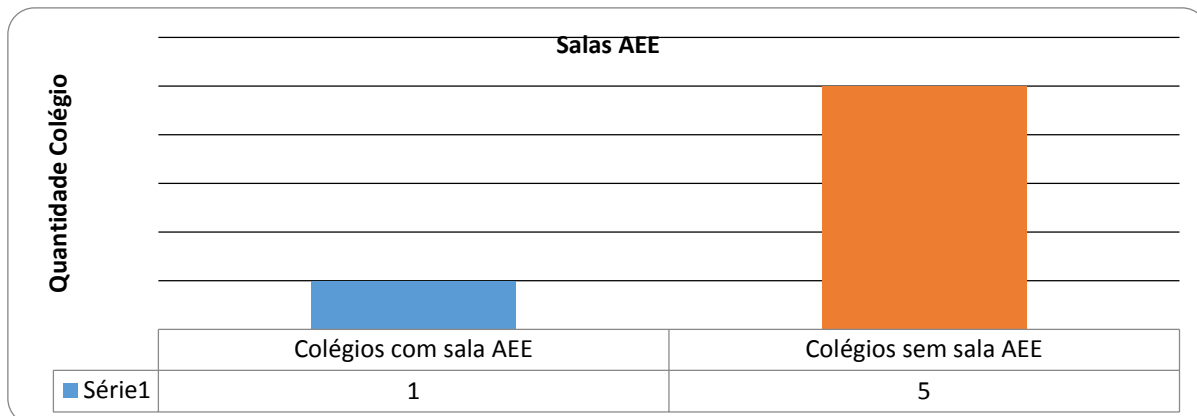 Salas AEE
Quantidade Colégio
Colégios com sala AEE
Colégios sem sala AEE
Série1
1
5